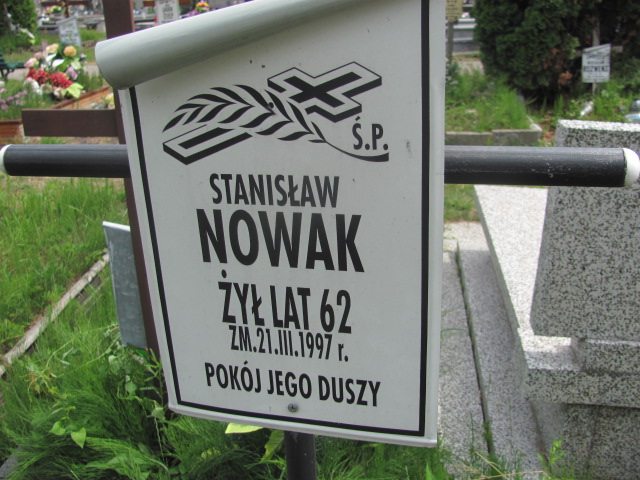 Ś.P.
STANISŁAW
NOWAK
ŻYŁ LAT 62
ZM.21.III.1997 r.
POKÓJ JEGO DUSZY